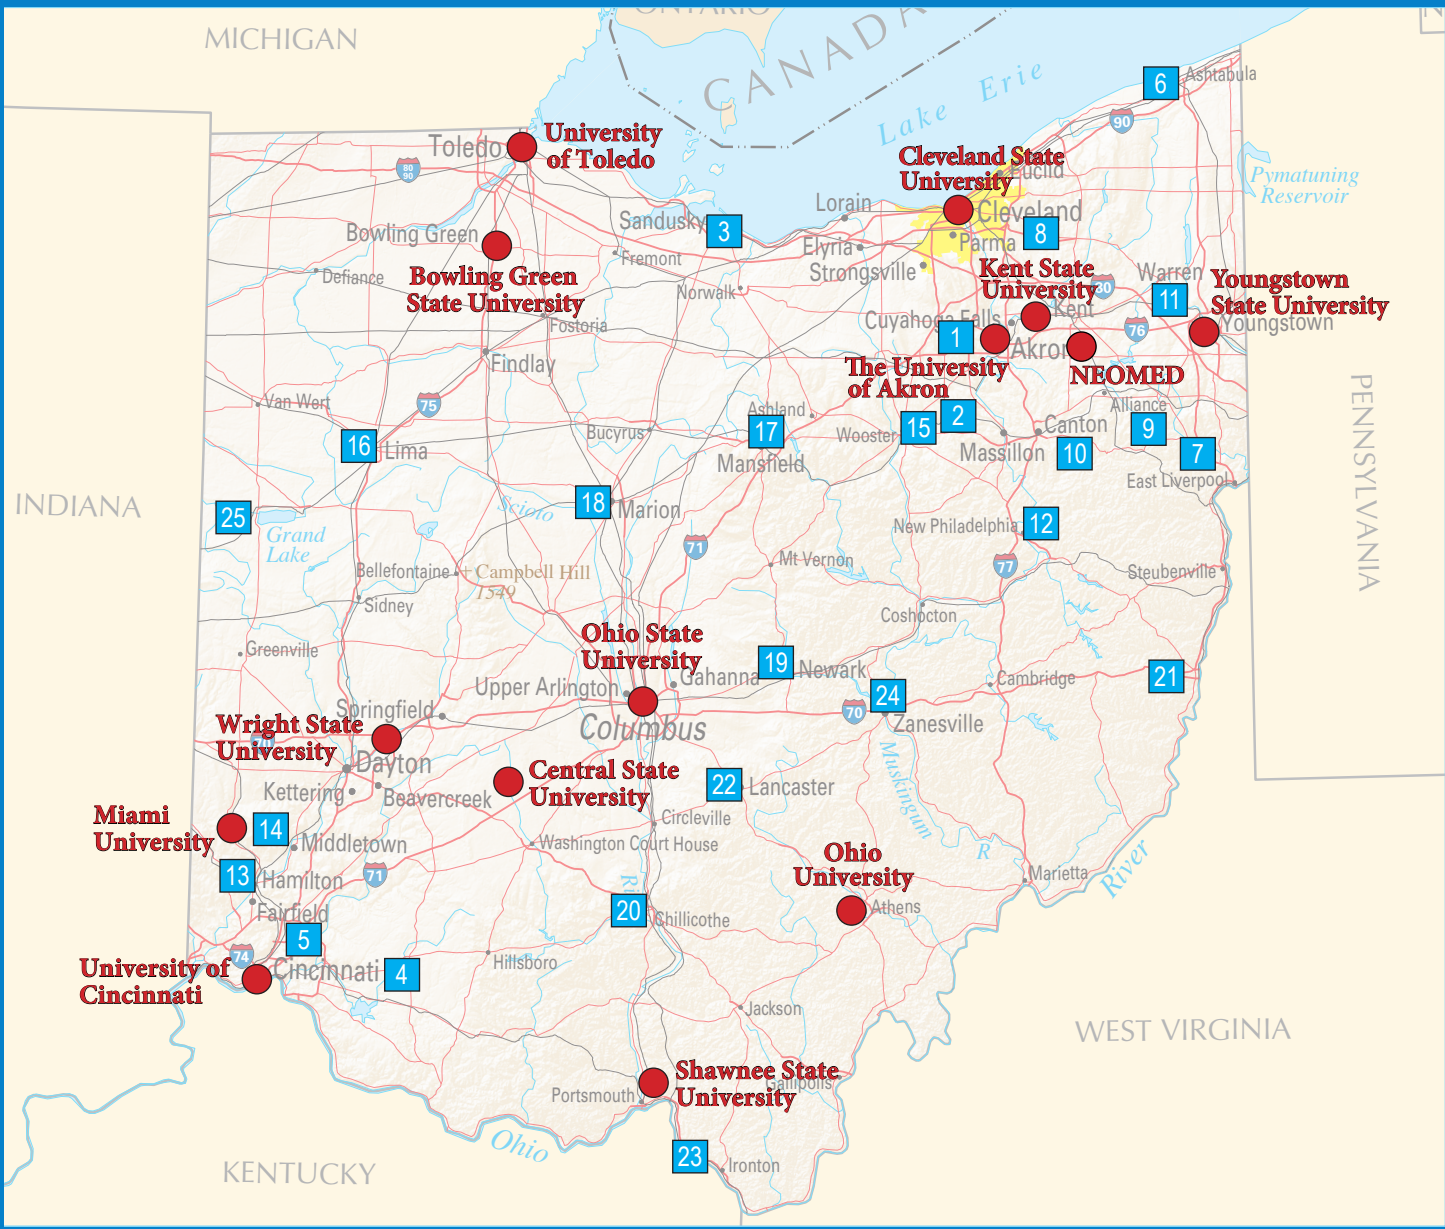 ONTARIO
MICHIGAN
CANADA
Lake Erie
6
Ashtabula
90
Toledo
University
of Toledo
80
90
Cleveland State
University
Euclid
Pymatuning
Reservoir
Lorain
Cleveland
Sandusky
3
8
Bowling Green
Elyria
Parma
Strongsville
Fremont
Defiance
Bowling Green
State University
Norwalk
Kent State
University
80
Warren
11
Youngstown
State University
Fostoria
Cuyahoga Falls
Kent
76
Youngstown
1
Akron
Findlay
The University
of Akron
NEOMED
Van Wert
75
Ashland
2
Alliance
Bucyrus
17
Wooster
15
Canton
9
16
Lima
Mansfield
Massillon
10
7
East Liverpool
PENNSYLVANIA
INDIANA
25
Grand
Lake
Scioto
18
Marion
New Philadelphia
12
71
Mt Vernon
77
Bellefontaine
Campbell Hill
1549
Steubenville
Sidney
Coshocton
Greenville
Ohio State
University
19
Newark
Gahanna
Upper Arlington
Cambridge
21
24
Springfield
70
Zanesville
Columbus
Wright State
University
70
Dayton
Muskingum
R
Central State
University
22
Lancaster
Kettering
Beavercreek
Miami
University
14
Middletown
Circleville
Washington Court House
13
Hamilton
71
Ohio
University
Marietta
River
Fairfield
20
Chillicothe
Athens
5
74
University of
Cincinnati
Cincinnati
4
Hillsboro
Jackson
WEST VIRGINIA
Shawnee State
University
Gallipolis
Portsmouth
Ohio
23
Ironton
KENTUCKY